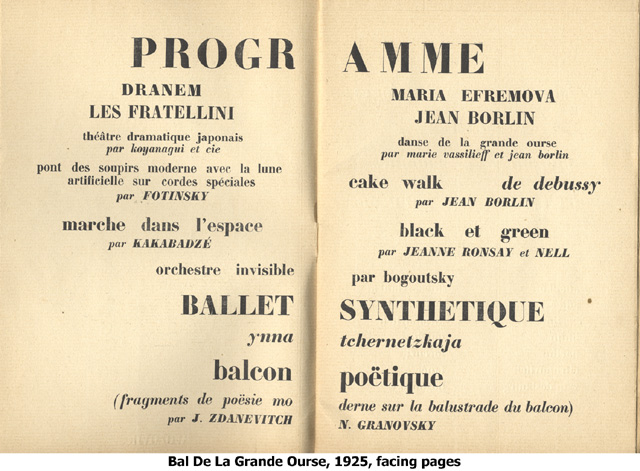 PROGR
DRANEM
LES FRATELLINI
théâtre dramatique japonais
par koyanagui et cie
pont des soupirs moderne avec la lune
artificielle sur cordes spéciales
par FOTINSKY
marche dans l'espace
par KAKABADZÉ
orchestre invisible
BALLET
ynna
balcon
(fragments de poësie mo
par J. ZDANEVITCH
AMME
MARIA EFREMOVA
JEAN BORLIN
danse de la grande ourse
par marie vassilieff et jean borlin
cake walk de debussy
par JEAN BORLIN
black et green
par JEANNE RONSAY et NELL
par bogoutsky
SYNTHETIQUE
tchernetzkaja
poëtique
derne sur la balustrade du balcon)
N. GRANOVSKY
Bal De La Grande Ourse, 1925, facing pages